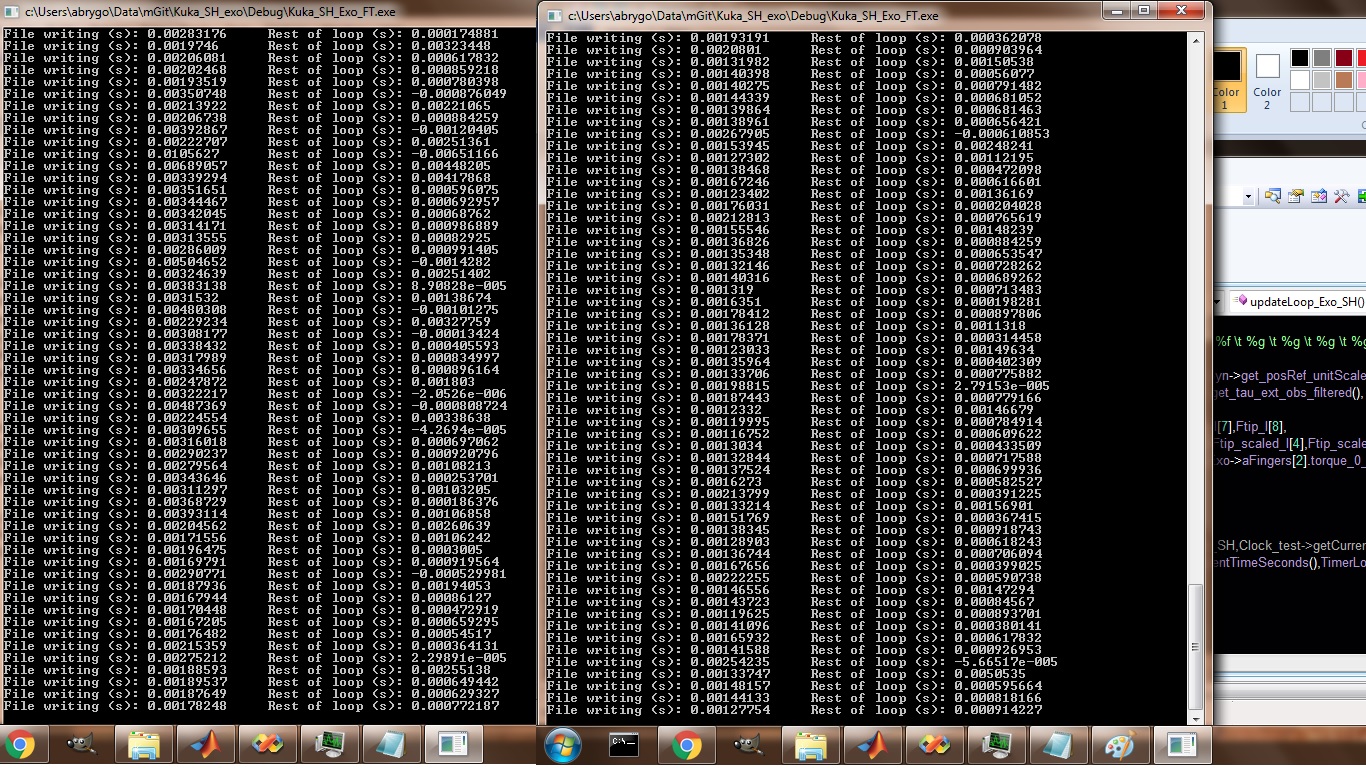 c:\Users\abrygo\Data\mGit\Kuka_SH_exo\Debug\Kuka_SH_Exo_FT.exe
File writing (s): 0.00283176 Rest of loop (s): 0.000174881
File writing (s): 0.0019746 Rest of loop (s): 0.00323448
File writing (s): 0.00206081 Rest of loop (s): 0.000617832
File writing (s): 0.00202468 Rest of loop (s): 0.000859218
File writing (s): 0.00193519 Rest of loop (s): 0.000780398
File writing (s): 0.00350748 Rest of loop (s): -0.000876049
File writing (s): 0.00213922 Rest of loop (s): 0.00221065
File writing (s): 0.00206738 Rest of loop (s): 0.000884259
File writing (s): 0.00392867 Rest of loop (s): -0.00120405
File writing (s): 0.00222707 Rest of loop (s): 0.00251361
File writing (s): 0.0105627 Rest of loop (s): -0.00651166
File writing (s): 0.00689057 Rest of loop (s): 0.00448205
File writing (s): 0.00339294 Rest of loop (s): 0.00417868
File writing (s): 0.00351651 Rest of loop (s): 0.000596075
File writing (s): 0.00344467 Rest of loop (s): 0.000692957
File writing (s): 0.00342045 Rest of loop (s): 0.00068762
File writing (s): 0.00314171 Rest of loop (s): 0.000986889
File writing (s): 0.00313555 Rest of loop (s): 0.00082925
File writing (s): 0.00286009 Rest of loop (s): 0.000991405
File writing (s): 0.00504652 Rest of loop (s): -0.0014282
File writing (s): 0.00324639 Rest of loop (s): 0.00251402
File writing (s): 0.00383138 Rest of loop (s): 8.90828e-005
File writing (s): 0.0031532 Rest of loop (s): 0.00138674
File writing (s): 0.00480308 Rest of loop (s): -0.00101275
File writing (s): 0.00229234 Rest of loop (s): 0.00327759
File writing (s): 0.00308177 Rest of loop (s): -0.00013424
File writing (s): 0.00338432 Rest of loop (s): 0.000405593
File writing (s): 0.00317989 Rest of loop (s): 0.000834997
File writing (s): 0.00334656 Rest of loop (s): 0.000896164
File writing (s): 0.00247872 Rest of loop (s): 0.001803
File writing (s): 0.00322217 Rest of loop (s): -2.0526e-006
File writing (s): 0.00487369 Rest of loop (s): -0.000808724
File writing (s): 0.00224554 Rest of loop (s): 0.00338638
File writing (s): 0.00309655 Rest of loop (s): -4.2694e-005
File writing (s): 0.00316018 Rest of loop (s): 0.000697062
File writing (s): 0.00290237 Rest of loop (s): 0.000920796
File writing (s): 0.00279564 Rest of loop (s): 0.00108213
File writing (s): 0.00343646 Rest of loop (s): 0.000253701
File writing (s): 0.00311297 Rest of loop (s): 0.00103205
File writing (s): 0.00368729 Rest of loop (s): 0.000186376
File writing (s): 0.00393114 Rest of loop (s): 0.00106858
File writing (s): 0.00204562 Rest of loop (s): 0.00260639
File writing (s): 0.00171556 Rest of loop (s): 0.00106242
File writing (s): 0.00196475 Rest of loop (s): 0.0003005
File writing (s): 0.00169791 Rest of loop (s): 0.000919564
File writing (s): 0.00290771 Rest of loop (s): -0.000529981
File writing (s): 0.00187936 Rest of loop (s): 0.00194053
File writing (s): 0.00167944 Rest of loop (s): 0.00086127
File writing (s): 0.00170448 Rest of loop (s): 0.000472919
File writing (s): 0.00167205 Rest of loop (s): 0.000659295
File writing (s): 0.00176482 Rest of loop (s): 0.00054517
File writing (s): 0.00215359 Rest of loop (s): 0.000364131
File writing (s): 0.00275212 Rest of loop (s): 2.29891e-005
File writing (s): 0.00188593 Rest of loop (s): 0.00255138
File writing (s): 0.00189537 Rest of loop (s): 0.000649442
File writing (s): 0.00187649 Rest of loop (s): 0.000629327
File writing (s): 0.00178248 Rest of loop (s): 0.000772187
c:\Users\abrygo\Data\mGit\Kuka_SH_exo\Debug\Kuka_SH_Exo_FT.exe
File writing (s): 0.00193191 Rest of loop (s): 0.000362078
File writing (s): 0.0020801 Rest of loop (s): 0.000903964
File writing (s): 0.00131982 Rest of loop (s): 0.00150538
File writing (s): 0.00140398 Rest of loop (s): 0.00056077
File writing (s): 0.00140275 Rest of loop (s): 0.000791482
File writing (s): 0.00144339 Rest of loop (s): 0.000681052
File writing (s): 0.00139864 Rest of loop (s): 0.000681463
File writing (s): 0.00138961 Rest of loop (s): 0.000656421
File writing (s): 0.00267905 Rest of loop (s): -0.000610853
File writing (s): 0.00153945 Rest of loop (s): 0.00248241
File writing (s): 0.00127302 Rest of loop (s): 0.00112195
File writing (s): 0.00138468 Rest of loop (s): 0.000472098
File writing (s): 0.00167246 Rest of loop (s): 0.000616601
File writing (s): 0.00123402 Rest of loop (s): 0.00136169
File writing (s): 0.00176031 Rest of loop (s): 0.000204028
File writing (s): 0.00212813 Rest of loop (s): 0.000765619
File writing (s): 0.00155546 Rest of loop (s): 0.00148239
File writing (s): 0.00136826 Rest of loop (s): 0.000884259
File writing (s): 0.00135348 Rest of loop (s): 0.000653547
File writing (s): 0.00132146 Rest of loop (s): 0.000728262
File writing (s): 0.00140316 Rest of loop (s): 0.000689262
File writing (s): 0.001319 Rest of loop (s): 0.000713483
File writing (s): 0.0016351 Rest of loop (s): 0.000198281
File writing (s): 0.00178412 Rest of loop (s): 0.000897806
File writing (s): 0.00136128 Rest of loop (s): 0.0011318
File writing (s): 0.00178371 Rest of loop (s): 0.000314458
File writing (s): 0.00123033 Rest of loop (s): 0.00149634
File writing (s): 0.00135964 Rest of loop (s): 0.000402309
File writing (s): 0.00133706 Rest of loop (s): 0.000775882
File writing (s): 0.00198815 Rest of loop (s): 2.79153e-005
File writing (s): 0.00187443 Rest of loop (s): 0.000779166
File writing (s): 0.0012332 Rest of loop (s): 0.00146679
File writing (s): 0.00119995 Rest of loop (s): 0.000784914
File writing (s): 0.00116752 Rest of loop (s): 0.000609622
File writing (s): 0.0013034 Rest of loop (s): 0.000433509
File writing (s): 0.00132844 Rest of loop (s): 0.000717588
File writing (s): 0.00137524 Rest of loop (s): 0.000699936
File writing (s): 0.0016273 Rest of loop (s): 0.000582527
File writing (s): 0.00213799 Rest of loop (s): 0.000391225
File writing (s): 0.00133214 Rest of loop (s): 0.00156901
File writing (s): 0.00151769 Rest of loop (s): 0.000367415
File writing (s): 0.00138345 Rest of loop (s): 0.000918743
File writing (s): 0.00128903 Rest of loop (s): 0.000618243
File writing (s): 0.00136744 Rest of loop (s): 0.000706094
File writing (s): 0.00167656 Rest of loop (s): 0.000399025
File writing (s): 0.00222255 Rest of loop (s): 0.000590738
File writing (s): 0.00146556 Rest of loop (s): 0.00147294
File writing (s): 0.00143723 Rest of loop (s): 0.00084567
File writing (s): 0.00119625 Rest of loop (s): 0.000893701
File writing (s): 0.00141096 Rest of loop (s): 0.000380141
File writing (s): 0.00165932 Rest of loop (s): 0.000617832
File writing (s): 0.00141588 Rest of loop (s): 0.000926953
File writing (s): 0.00254235 Rest of loop (s): -5.66517e-005
File writing (s): 0.00133747 Rest of loop (s): 0.0050535
File writing (s): 0.00148157 Rest of loop (s): 0.000595664
File writing (s): 0.00144133 Rest of loop (s): 0.000818166
File writing (s): 0.00127754 Rest of loop (s): 0.000914227
Color 1
Color 2
updateLoop_Exo_SH()
%f \t %g \t %g \t %g \t %g
yn->get_posRef_unitScale
get_tau_ext_obs_filtered(),
l[7],Ftip_l[8],
Ftip_scaled_l[4],Ftip_scale
xo->aFingers[2].torque_0_
_SH,Clock_test->getCurre
entTimeSeconds(),TimerLo
C:\_